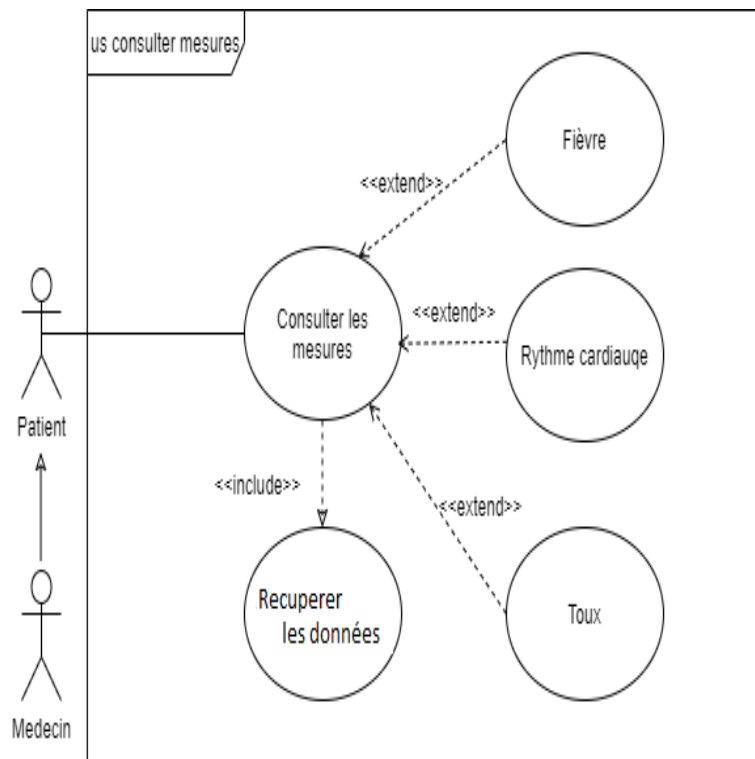 us consulter mesures
Fièvre
<<extend>>
Consulter les
mesures
<<extend>>
Rythme cardiauqe
Patient
<<include>>
<<extend>>
Recuperer
les données
Toux
Medecin